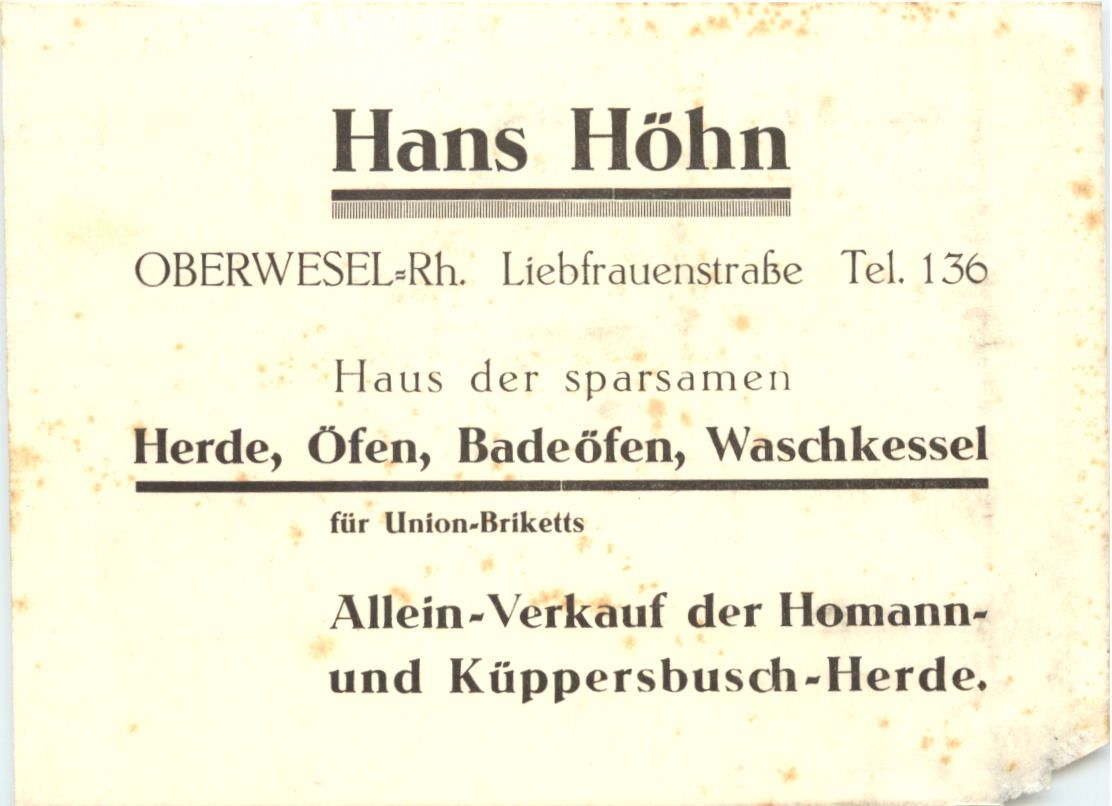 Hans Höhn
OBERWESEL=Rh. Liebfrauenstraße Tel. 136
Haus der sparsamen
Herde, Öfen, Badeöfen, Waschkessel
für Union-Briketts
Allein-Verkauf der Homann-
und Küppersbusch-Herde.